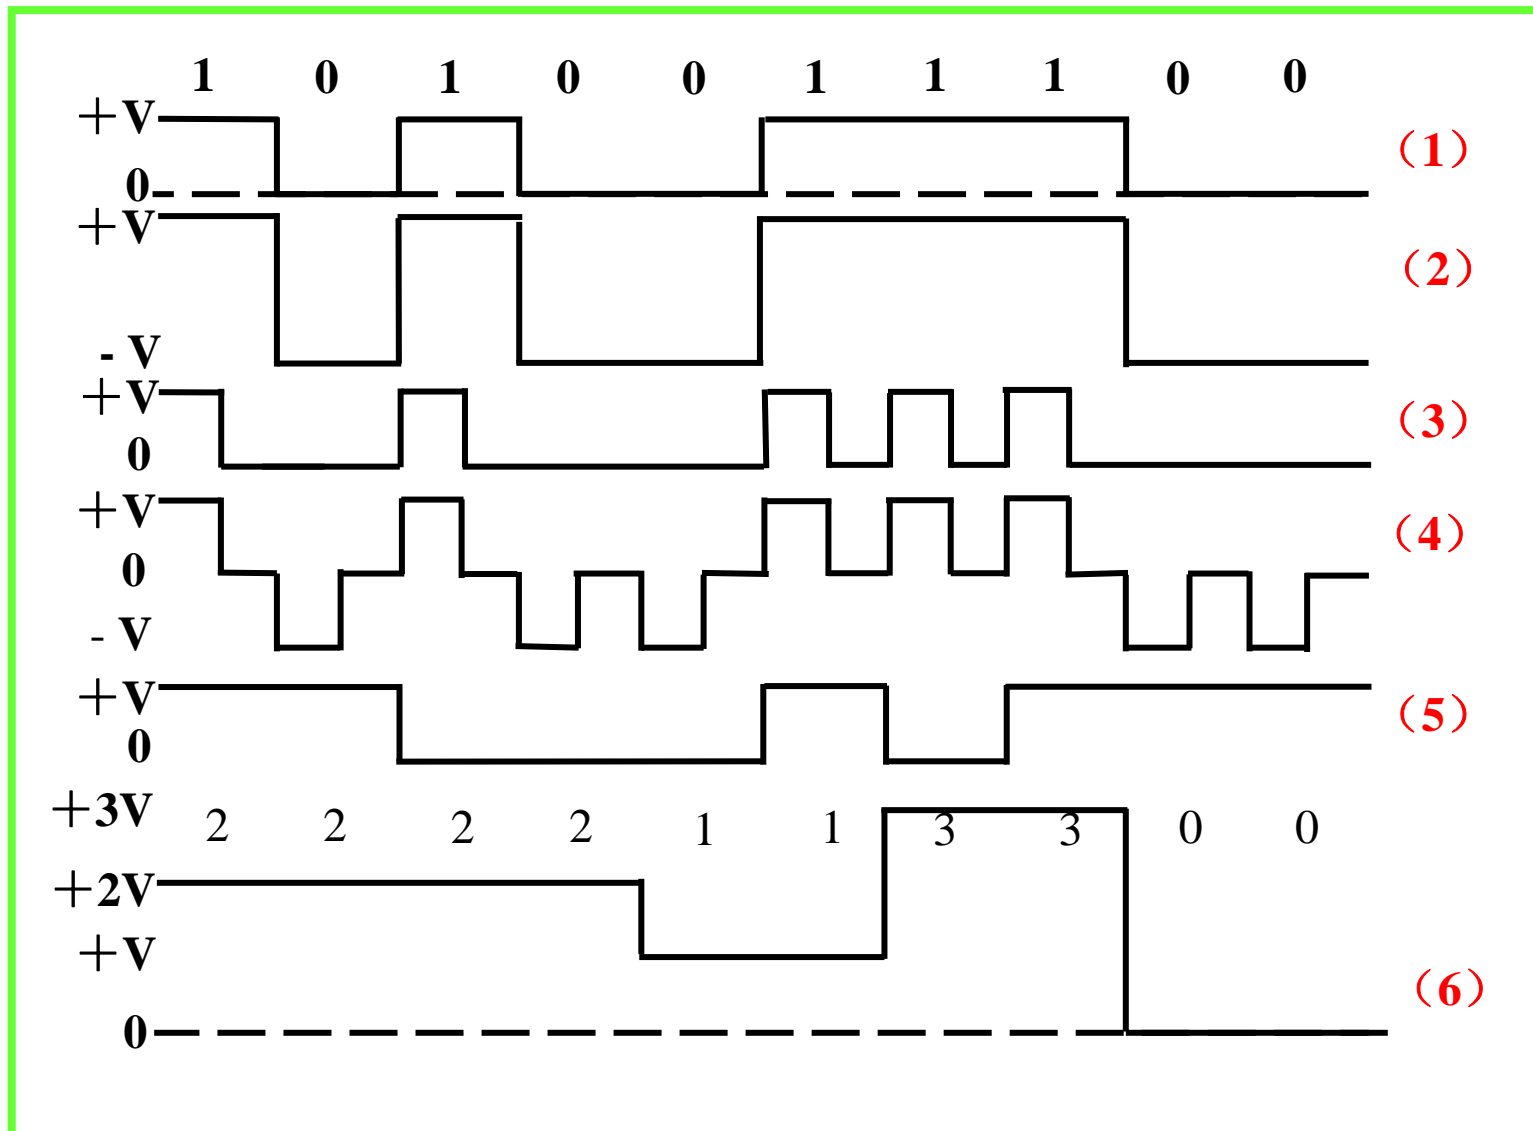 1 0 1 0 0 1 1 1 0 0
+V
（1）
0
+V
（2）
- V
+V
（3）
0
+V
（4）
0
- V
+V
（5）
0
+3V 2 2 2 2 1 1 3 3 0 0
+2V
+V
（6）
0